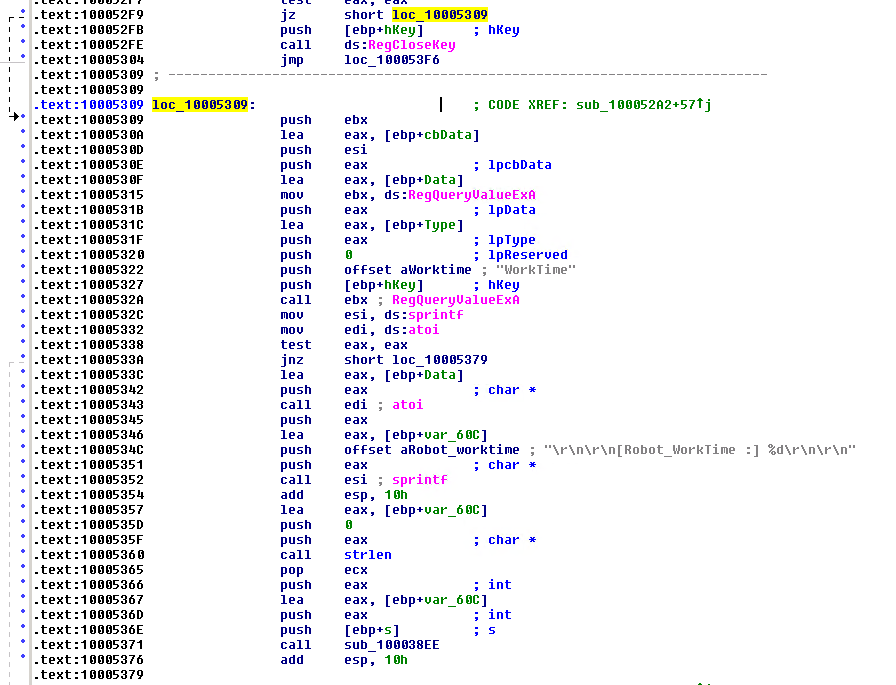 .text:100052F7 test eax, eax
.text:100052F9 jz short loc_10005309
.text:100052FB push [ebp+hKey] ; hKey
.text:100052FE call ds:RegCloseKey
.text:10005304 jmp loc_100053F6
.text:10005309 ; ---------------------------------------------------------------------------
.text:10005309
.text:10005309 loc_10005309: ; CODE XREF: sub_100052A2+57↑j
.text:10005309 push ebx
.text:1000530A lea eax, [ebp+cbData]
.text:1000530D push esi
.text:1000530E push eax ; lpcbData
.text:1000530F lea eax, [ebp+Data]
.text:10005315 mov ebx, ds:RegQueryValueExA
.text:1000531B push eax ; lpData
.text:1000531C lea eax, [ebp+Type]
.text:1000531F push eax ; lpType
.text:10005320 push 0 ; lpReserved
.text:10005322 push offset aWorktime ; "WorkTime"
.text:10005327 push [ebp+hKey] ; hKey
.text:1000532A call ebx ; RegQueryValueExA
.text:1000532C mov esi, ds:sprintf
.text:10005332 mov edi, ds:atoi
.text:10005338 test eax, eax
.text:1000533A jnz short loc_10005379
.text:1000533C lea eax, [ebp+Data]
.text:10005342 push eax ; char *
.text:10005343 call edi ; atoi
.text:10005345 push eax
.text:10005346 lea eax, [ebp+var_60C]
.text:1000534C push offset aRobot_worktime ; "\r\n\r\n[Robot_WorkTime :] %d\r\n\r\n"
.text:10005351 push eax ; char *
.text:10005352 call esi ; sprintf
.text:10005354 add esp, 10h
.text:10005357 lea eax, [ebp+var_60C]
.text:1000535D push 0
.text:1000535F push eax ; char *
.text:10005360 call strlen
.text:10005365 pop ecx
.text:10005366 push eax ; int
.text:10005367 lea eax, [ebp+var_60C]
.text:1000536D push eax ; int
.text:1000536E push [ebp+s] ; s
.text:10005371 call sub_100038EE
.text:10005376 add esp, 10h
.text:10005379